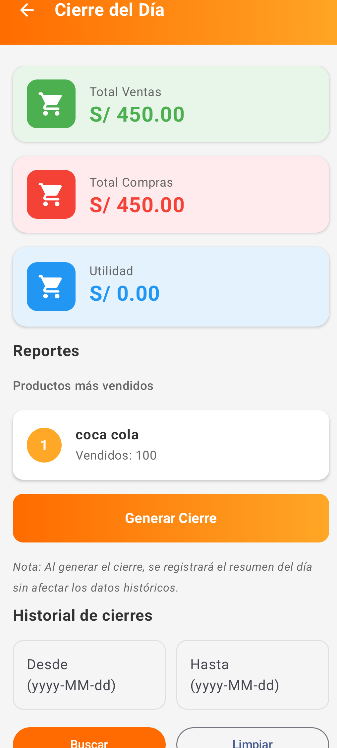 Cierre del Día
Total Ventas
S/ 450.00
Total Compras
S/ 450.00
Utilidad
S/ 0.00
Reportes
Productos más vendidos
1
coca cola
Vendidos: 100
Generar Cierre
Nota: Al generar el cierre, se registrará el resumen del día
sin afectar los datos históricos.
Historial de cierres
Desde
(yyyy-MM-dd)
Hasta
(yyyy-MM-dd)
Buscar
Limpiar